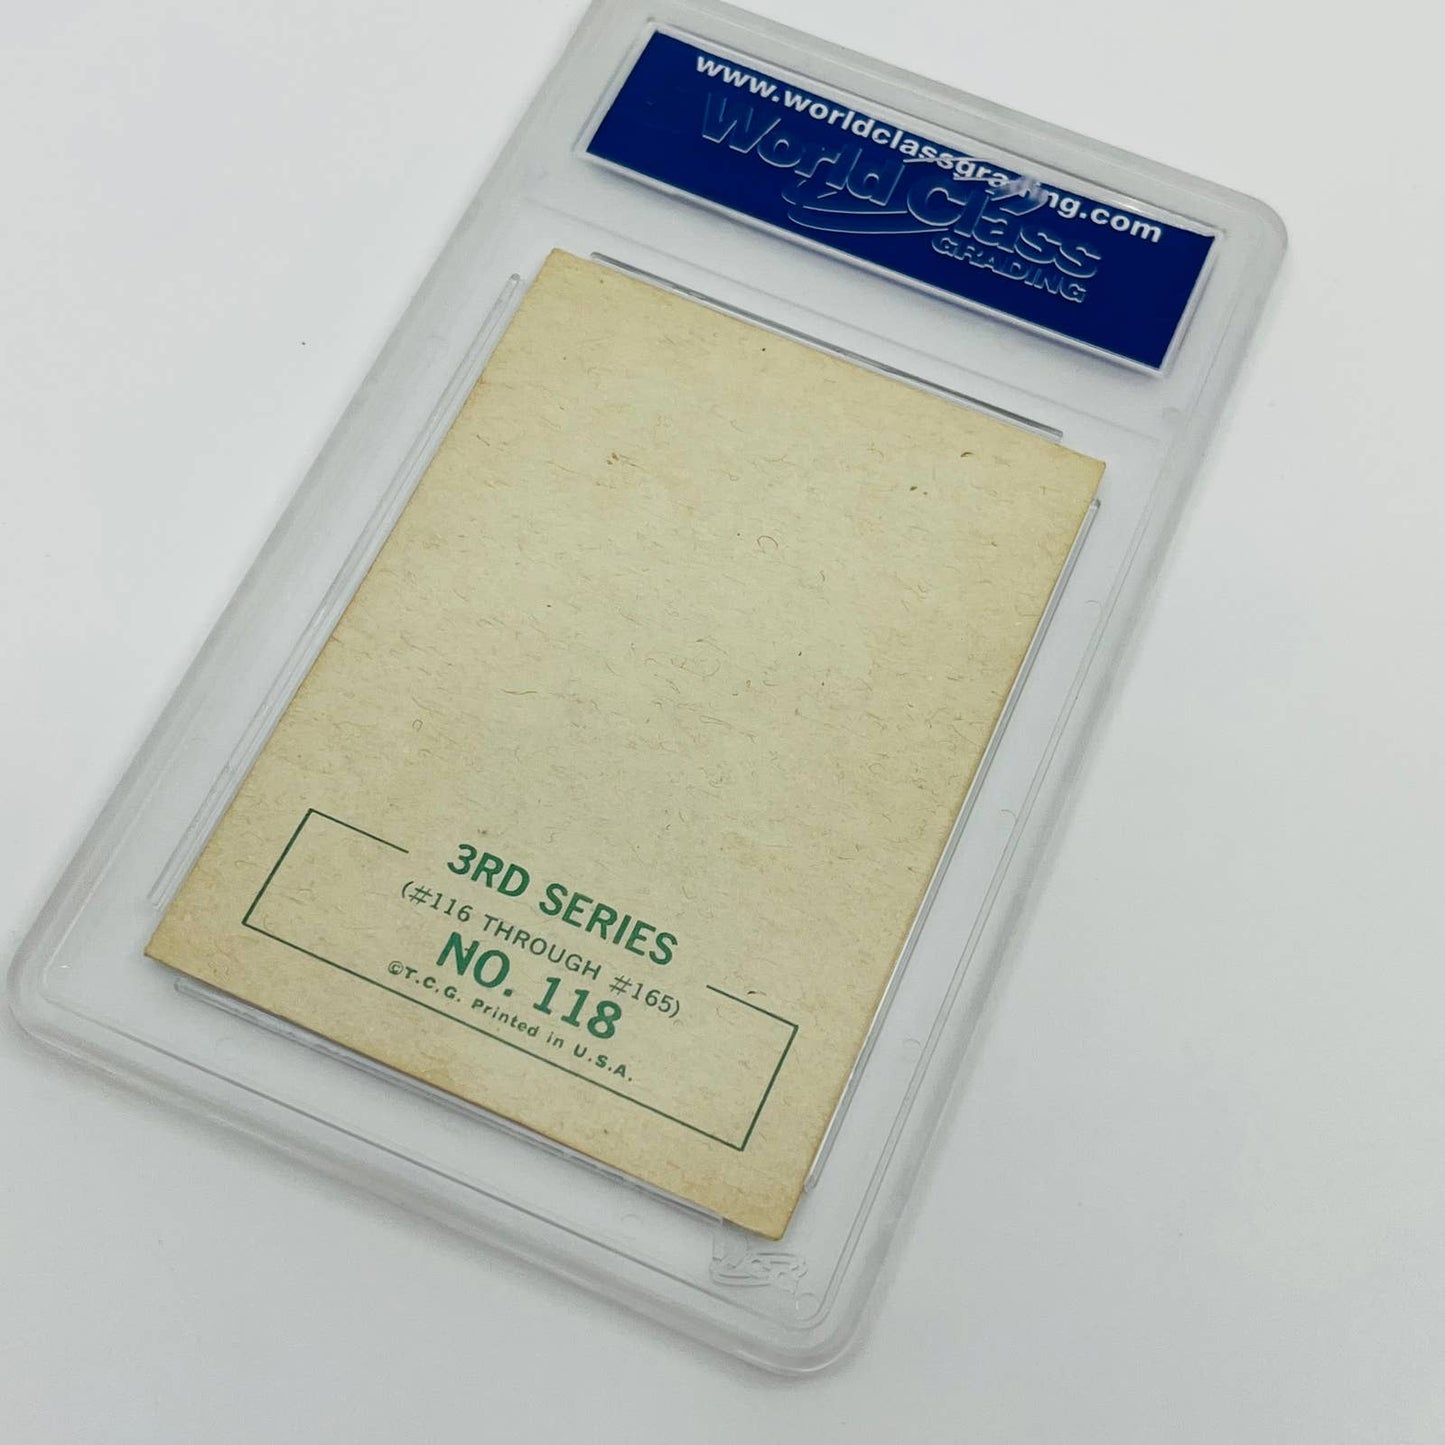 www.worldclassgrading.com
World Class
GRADING
3RD SERIES
(#116 THROUGH #165)
NO. 118
©T.C.G. Printed in U.S.A.